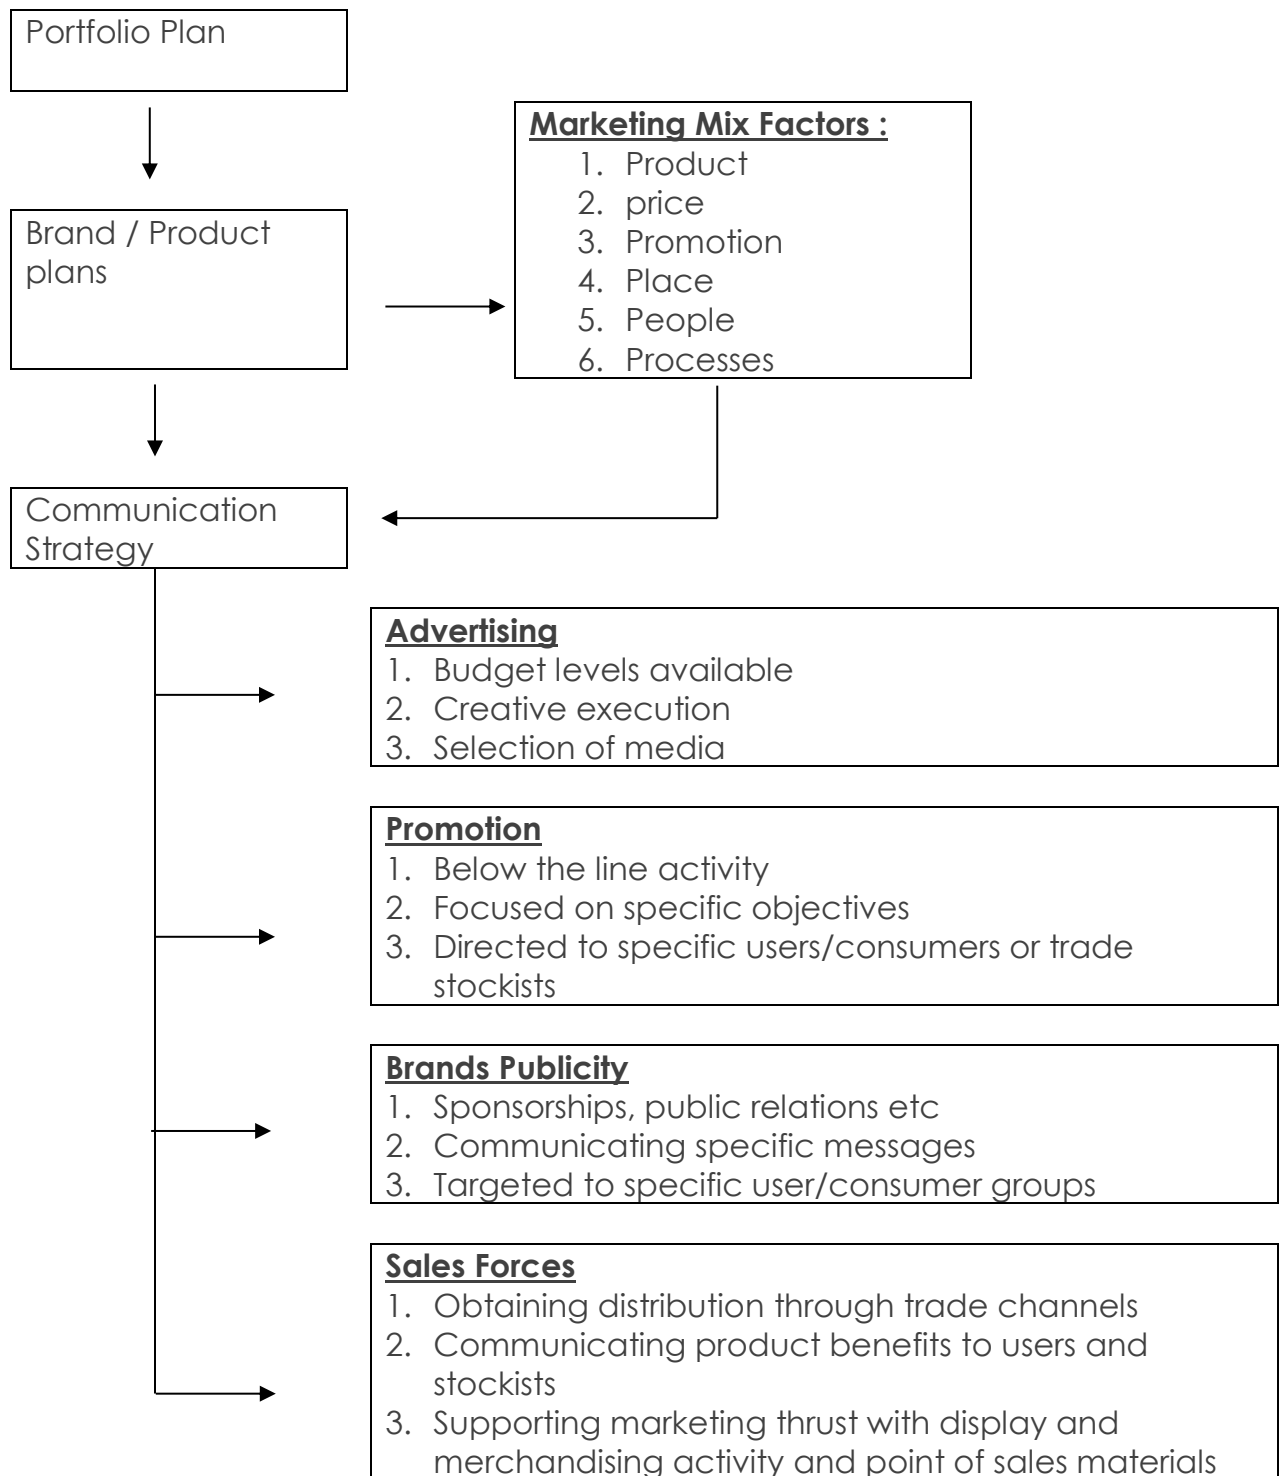 Portfolio Plan
Marketing Mix Factors :
1. Product
2. price
3. Promotion
4. Place
5. People
6. Processes
Brand / Product
plans
Communication
Strategy
Advertising
1. Budget levels available
2. Creative execution
3. Selection of media
Promotion
1. Below the line activity
2. Focused on specific objectives
3. Directed to specific users/consumers or trade
stockists
Brands Publicity
1. Sponsorships, public relations etc
2. Communicating specific messages
3. Targeted to specific user/consumer groups
Sales Forces
1. Obtaining distribution through trade channels
2. Communicating product benefits to users and
stockists
3. Supporting marketing thrust with display and
merchandising activity and point of sales materials